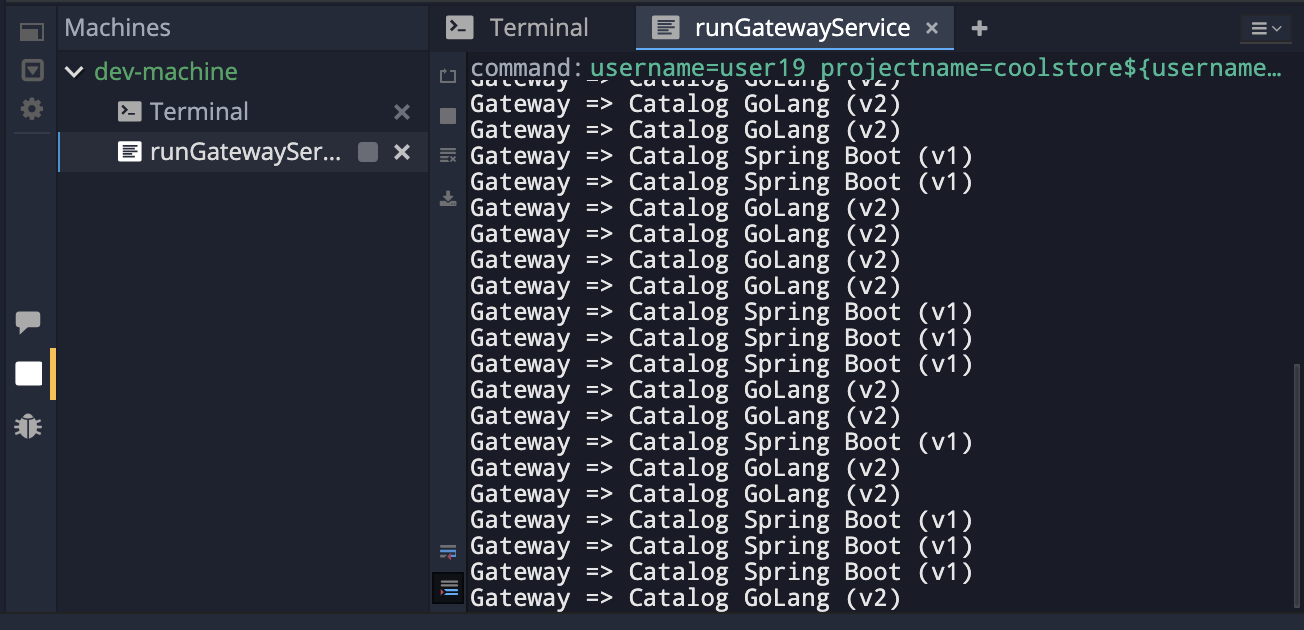 Machines
dev-machine
Terminal
runGatewaySer...
Terminal
runGatewayService
command: username=user19 projectname=coolstore${username…
Gateway => Catalog GoLang (v2)
Gateway => Catalog GoLang (v2)
Gateway => Catalog GoLang (v2)
Gateway => Catalog Spring Boot (v1)
Gateway => Catalog Spring Boot (v1)
Gateway => Catalog GoLang (v2)
Gateway => Catalog GoLang (v2)
Gateway => Catalog GoLang (v2)
Gateway => Catalog GoLang (v2)
Gateway => Catalog Spring Boot (v1)
Gateway => Catalog Spring Boot (v1)
Gateway => Catalog Spring Boot (v1)
Gateway => Catalog GoLang (v2)
Gateway => Catalog GoLang (v2)
Gateway => Catalog Spring Boot (v1)
Gateway => Catalog GoLang (v2)
Gateway => Catalog GoLang (v2)
Gateway => Catalog Spring Boot (v1)
Gateway => Catalog Spring Boot (v1)
Gateway => Catalog Spring Boot (v1)
Gateway => Catalog GoLang (v2)